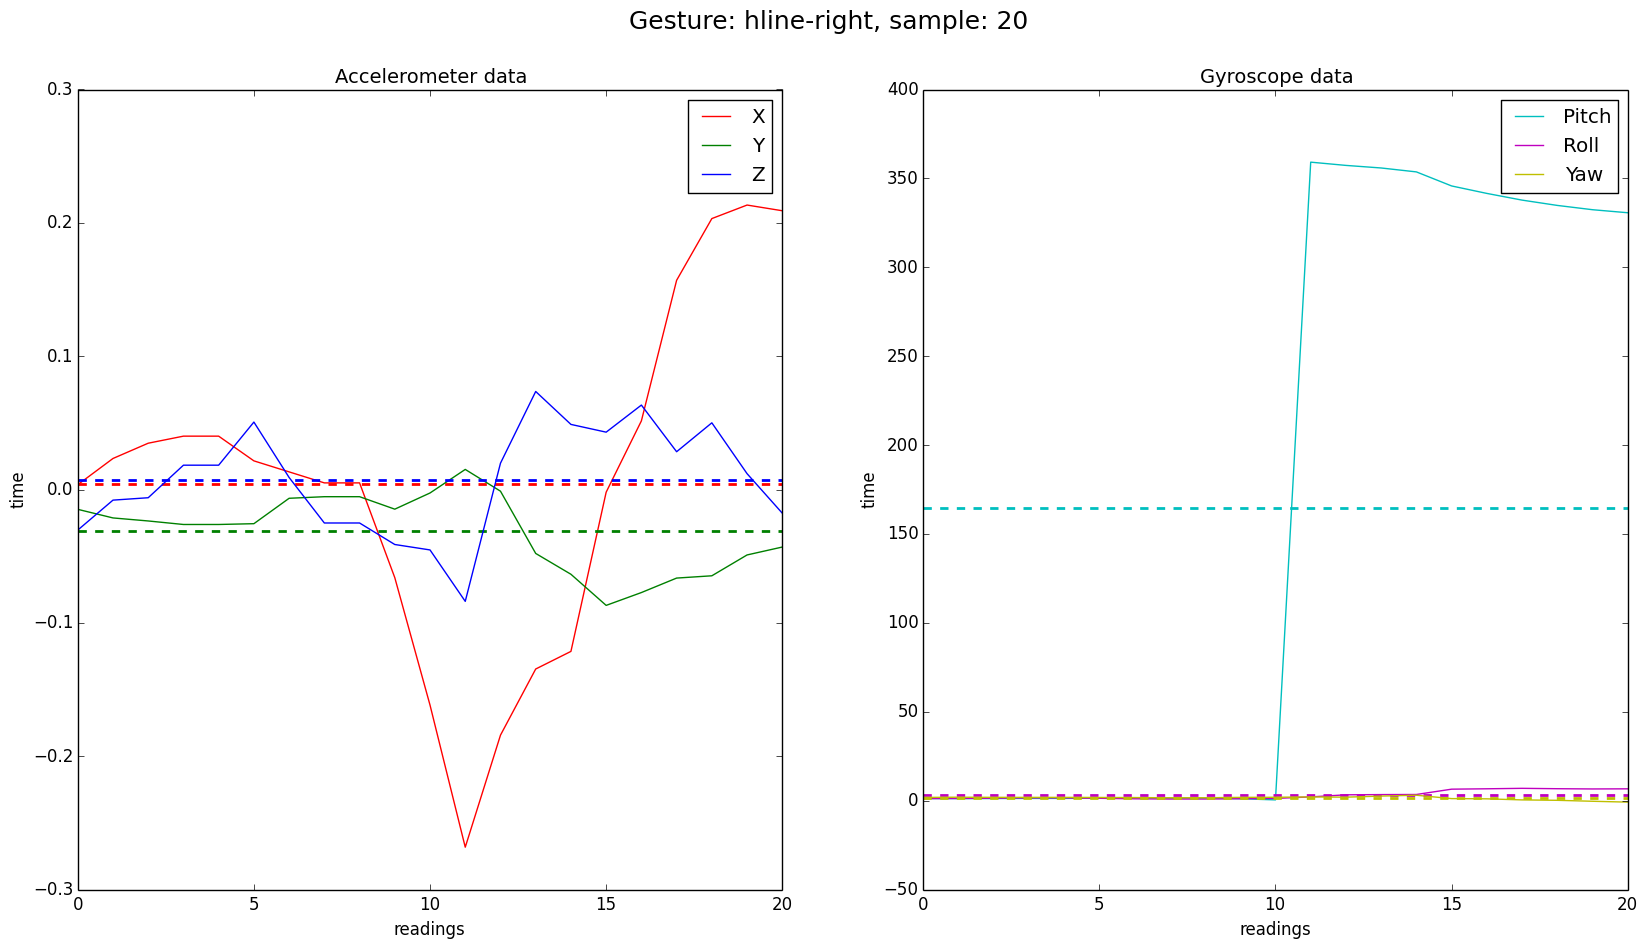 Gesture: hline-right, sample: 20
Accelerometer data
0.3
0.2
0.1
0.0
−0.1
−0.2
−0.3
time
0
5
10
15
20
readings
X
Y
Z
Gyroscope data
400
350
300
250
200
150
100
50
0
−50
time
0
5
10
15
20
readings
Pitch
Roll
Yaw